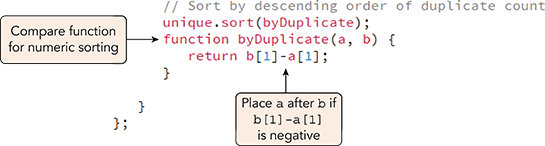 // Sort by descending order of duplicate count
unique.sort(byDuplicate);
Compare function
for numeric sorting
function byDuplicate(a, b) {
return b[1]-a[1];
}
Place a after b if
b[1]-a[1]
is negative
}
};